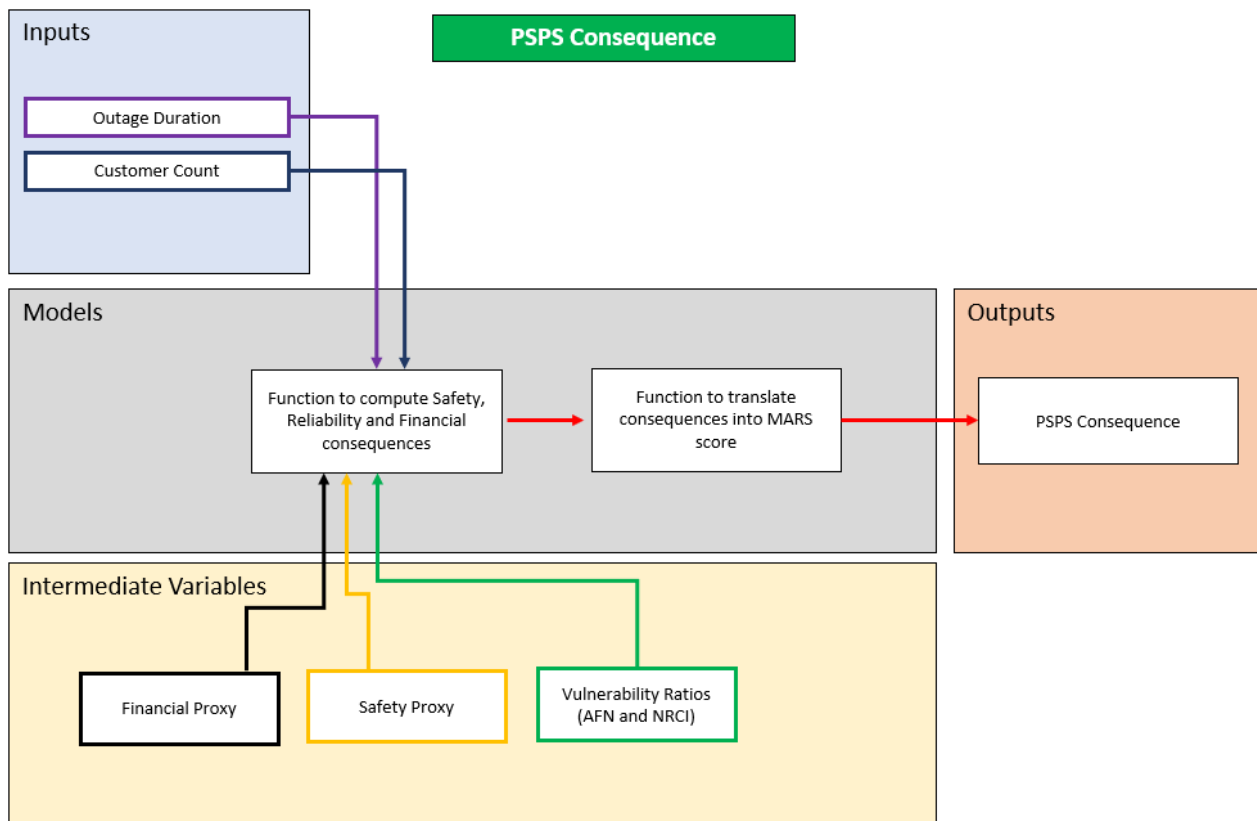 Inputs
PSPS Consequence
Outage Duration
Customer Count
Models
Outputs
Function to compute Safety,
Reliability and Financial
consequences
Function to translate
consequences into MARS
score
PSPS Consequence
Intermediate Variables
Financial Proxy
Safety Proxy
Vulnerability Ratios
(AFN and NRCI)